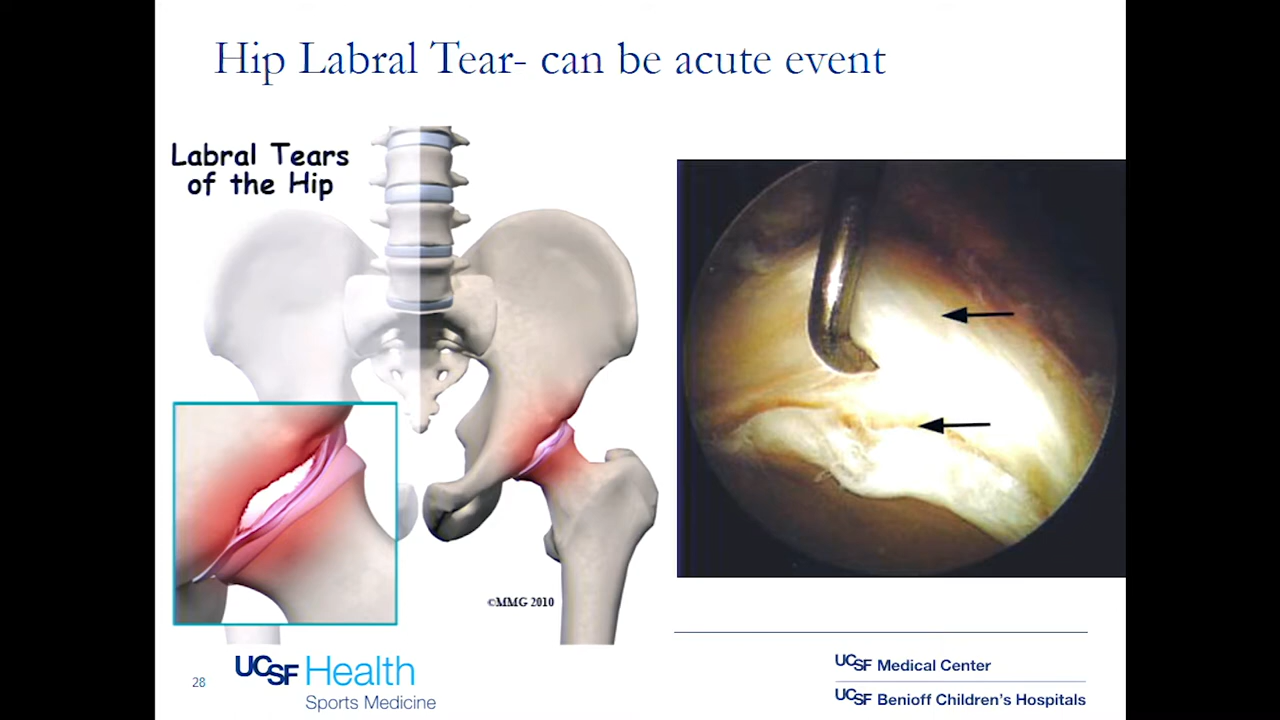 Hip Labral Tear- can be acute event
Labral Tears
of the Hip
©MMG 2010
28
UCSF Health
Sports Medicine
UCSF Medical Center
UCSF Benioff Children's Hospitals